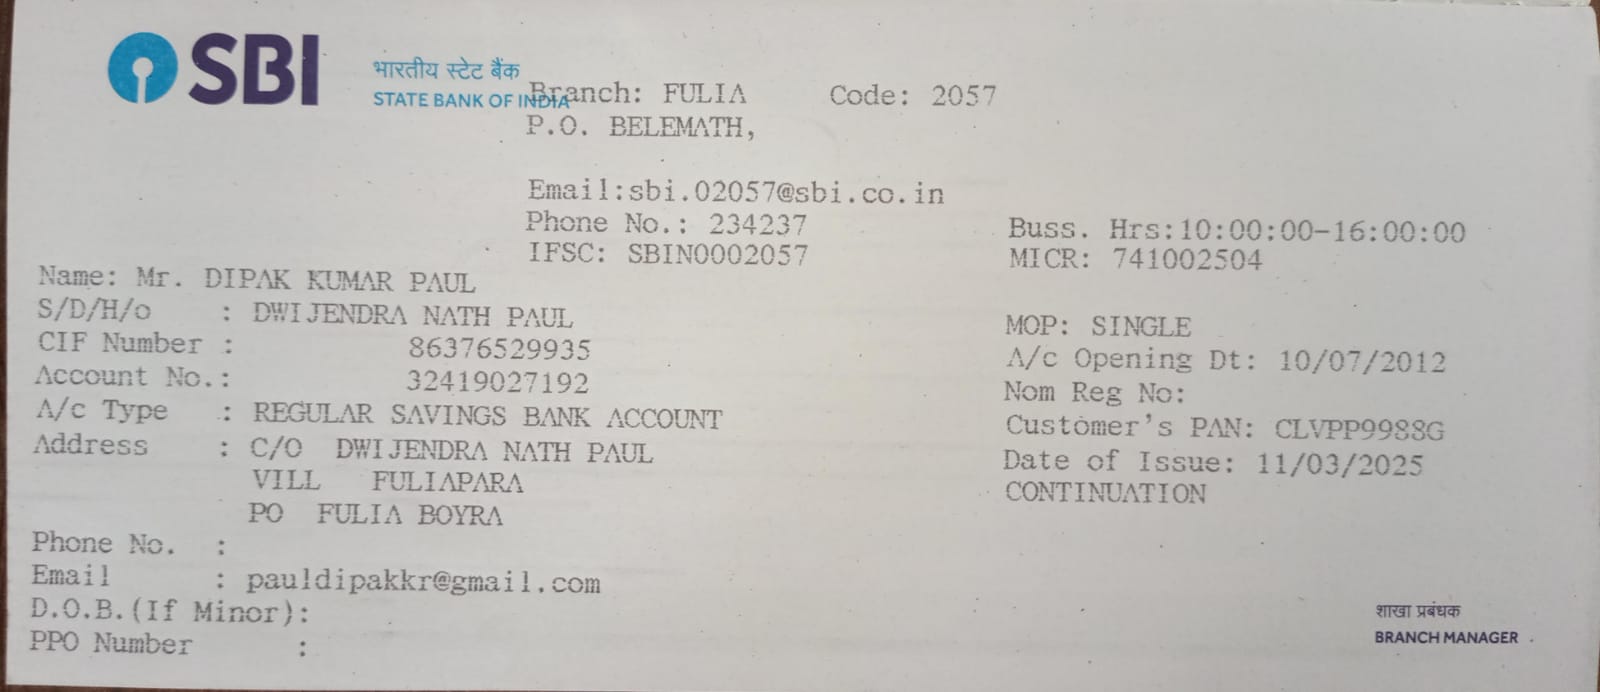 SBI
भारतीय स्टेट बैंक
STATE BANK OF INDIA
Branch: FULIA Code: 2057
P.O. BELEMATH,
Email:sbi.02057@sbi.co.in
Phone No.: 234237
Buss. Hrs:10:00:00-16:00:00
IFSC: SBIN0002057
MICR: 741002504
Name: Mr. DIPAK KUMAR PAUL
S/D/H/o : DWIJENDRA NATH PAUL
MOP: SINGLE
CIF Number : 86376529935
A/c Opening Dt: 10/07/2012
Account No.: 32419027192
Nom Reg No:
A/c Type : REGULAR SAVINGS BANK ACCOUNT
Customer's PAN: CLVPP9988G
Address : C/O DWIJENDRA NATH PAUL
Date of Issue: 11/03/2025
VILL FULIAPARA
CONTINUATION
PO FULIA BOYRA
Phone No. :
Email : pauldipakkr@gmail.com
D.O.B.(If Minor):
शाखा प्रबंधक
PPO Number :
BRANCH MANAGER